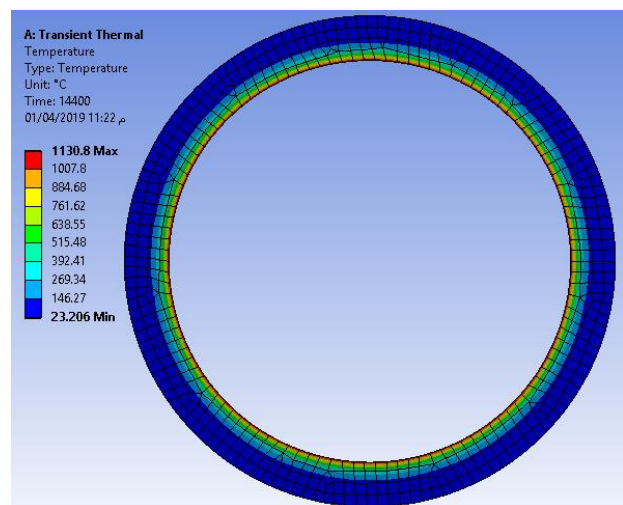 A: Transient Thermal
Temperature
Type: Temperature
Unit: °C
Time: 14400
01/04/2019 11:22 م
1130.8 Max
1007.8
884.68
761.62
638.55
515.48
392.41
269.34
146.27
23.206 Min